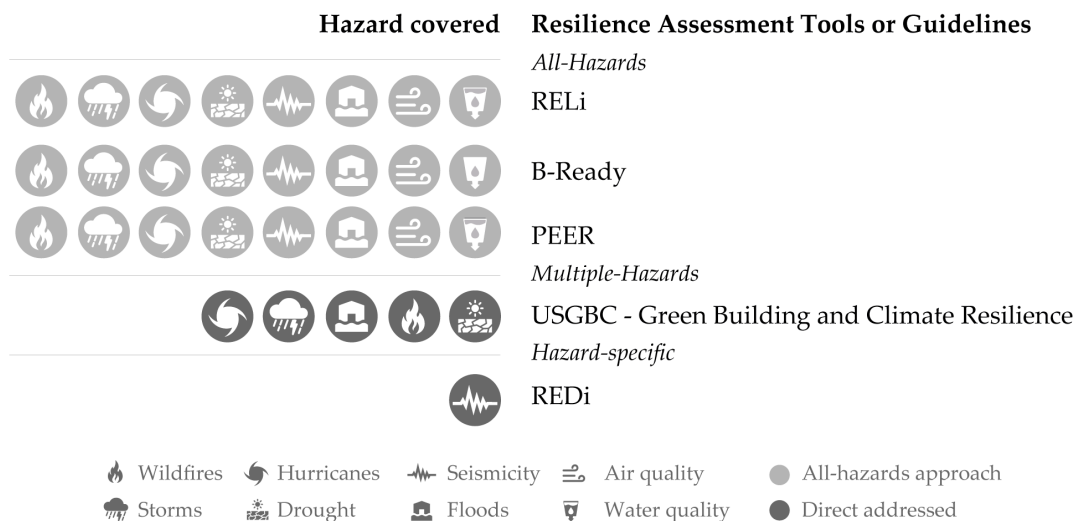 Hazard covered Resilience Assessment Tools or Guidelines
All-Hazards
RELi
B-Ready
PEER
Multiple-Hazards
USGBC - Green Building and Climate Resilience
Hazard-specific
REDi
Wildfires Hurricanes Seismicity Air quality All-hazards approach
Storms Drought Floods Water quality Direct addressed